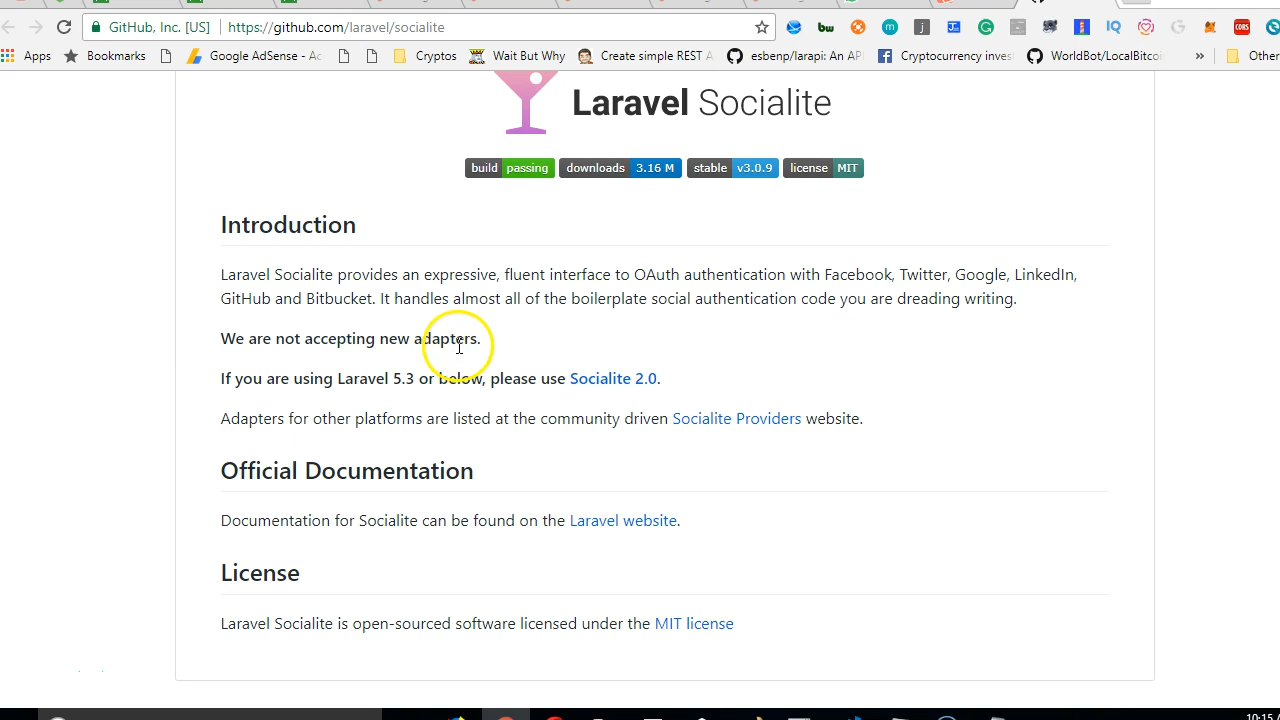 GitHub, Inc. [US] https://github.com/laravel/socialite
Apps Bookmarks Google AdSense - Ac Cryptos Wait But Why Create simple REST A esbenp/larapi: An AP Cryptocurrency inves WorldBot/LocalBitcoi » Other
Laravel Socialite
build passing downloads 3.16 M stable v3.0.9 license MIT
Introduction
Laravel Socialite provides an expressive, fluent interface to OAuth authentication with Facebook, Twitter, Google, LinkedIn,
GitHub and Bitbucket. It handles almost all of the boilerplate social authentication code you are dreading writing.
We are not accepting new adapters.
If you are using Laravel 5.3 or below, please use Socialite 2.0.
Adapters for other platforms are listed at the community driven Socialite Providers website.
Official Documentation
Documentation for Socialite can be found on the Laravel website.
License
Laravel Socialite is open-sourced software licensed under the MIT license
10:15